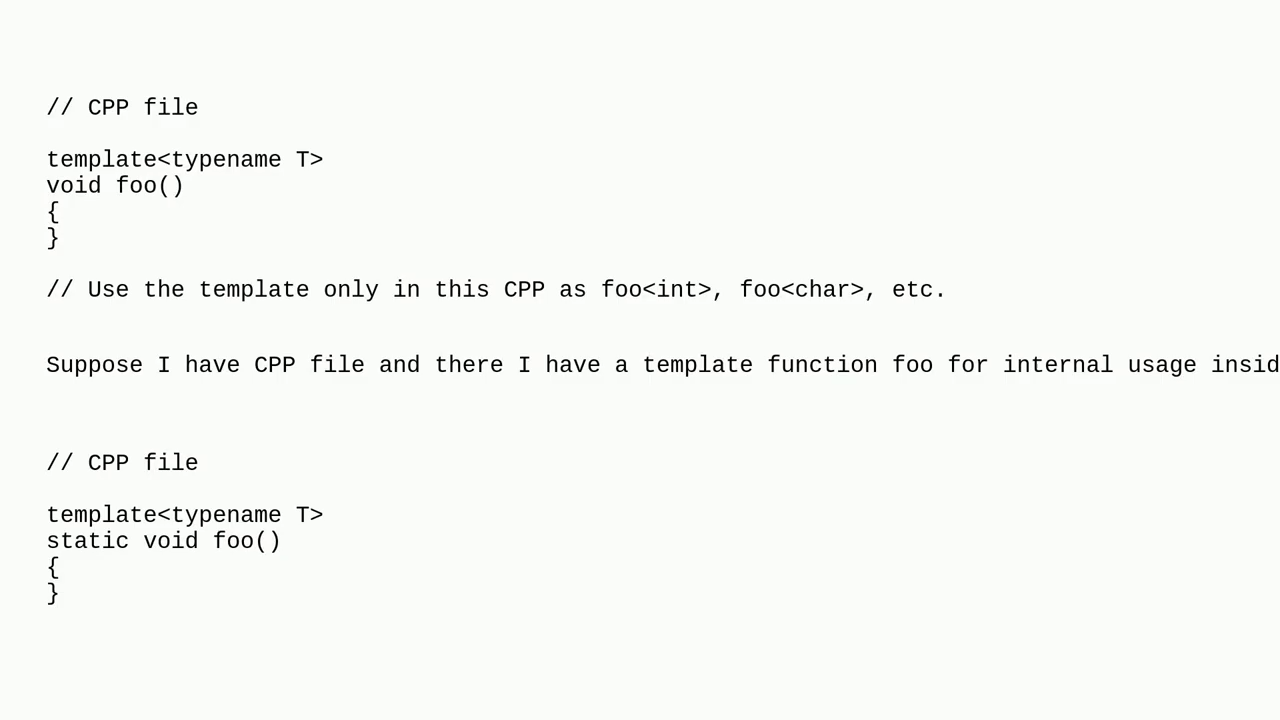 // CPP file
template<typename T>
void foo()
{
}
// Use the template only in this CPP as foo<int>, foo<char>, etc.
Suppose I have CPP file and there I have a template function foo for internal usage insid
// CPP file
template<typename T>
static void foo()
{
}